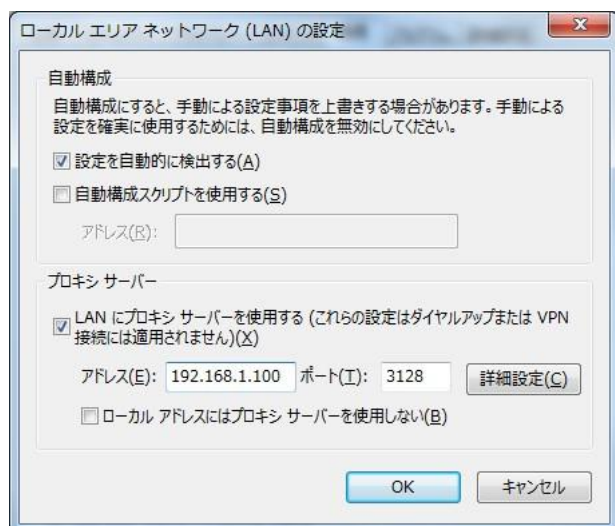 ローカル エリア ネットワーク (LAN) の設定
自動構成
自動構成にすると、手動による設定事項を上書きする場合があります。手動による
設定を確実に使用するためには、自動構成を無効にしてください。
設定を自動的に検出する(A)
自動構成スクリプトを使用する(S)
アドレス(R):
プロキシ サーバー
LAN にプロキシ サーバーを使用する (これらの設定はダイヤルアップまたは VPN
接続には適用されません)(X)
アドレス(E): 192.168.1.100 ポート(T): 3128 詳細設定(C)
ローカル アドレスにはプロキシ サーバーを使用しない(B)
OK キャンセル